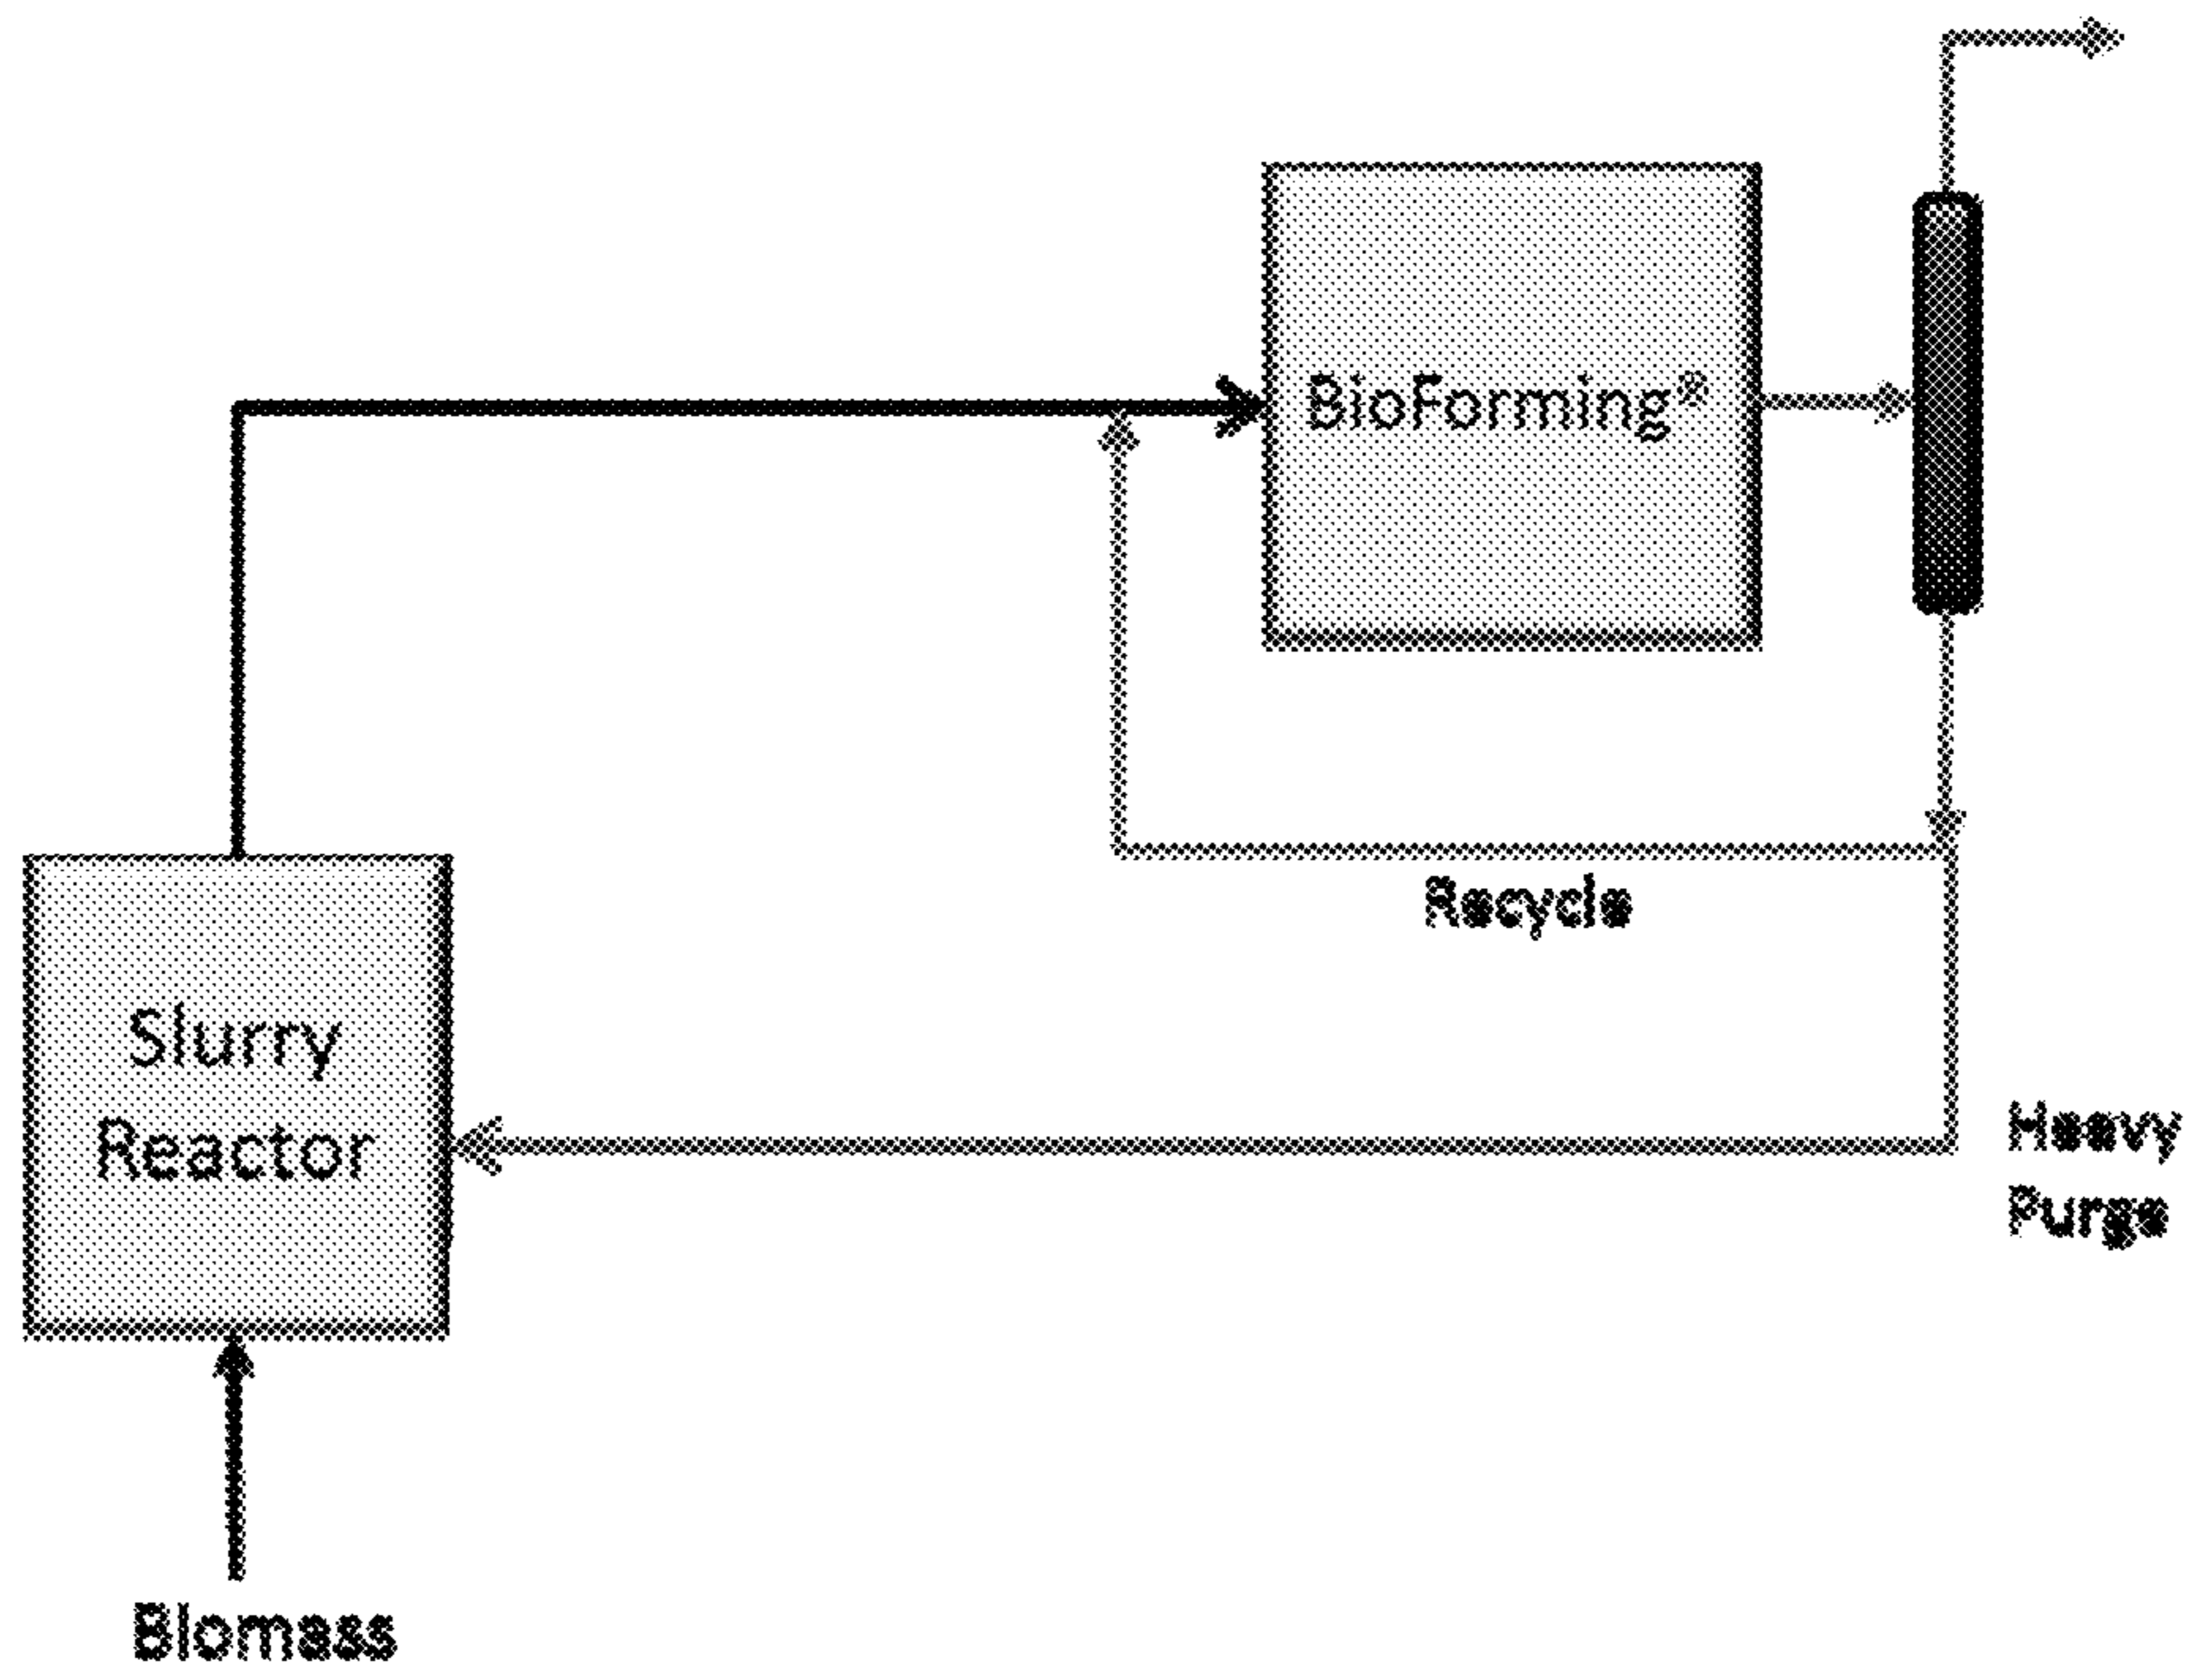 BioForming®
Recycle
Slurry
Reactor
Heavy
Purge
Biomass